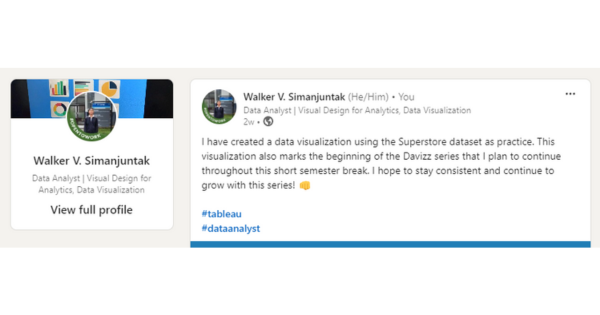 Walker V. Simanjuntak
Data Analyst | Visual Design for
Analytics, Data Visualization
View full profile
Walker V. Simanjuntak (He/Him) • You
Data Analyst | Visual Design for Analytics, Data Visualization
2w •
I have created a data visualization using the Superstore dataset as practice. This
visualization also marks the beginning of the Davizz series that I plan to continue
throughout this short semester break. I hope to stay consistent and continue to
grow with this series! 👊
#tableau
#dataanalyst